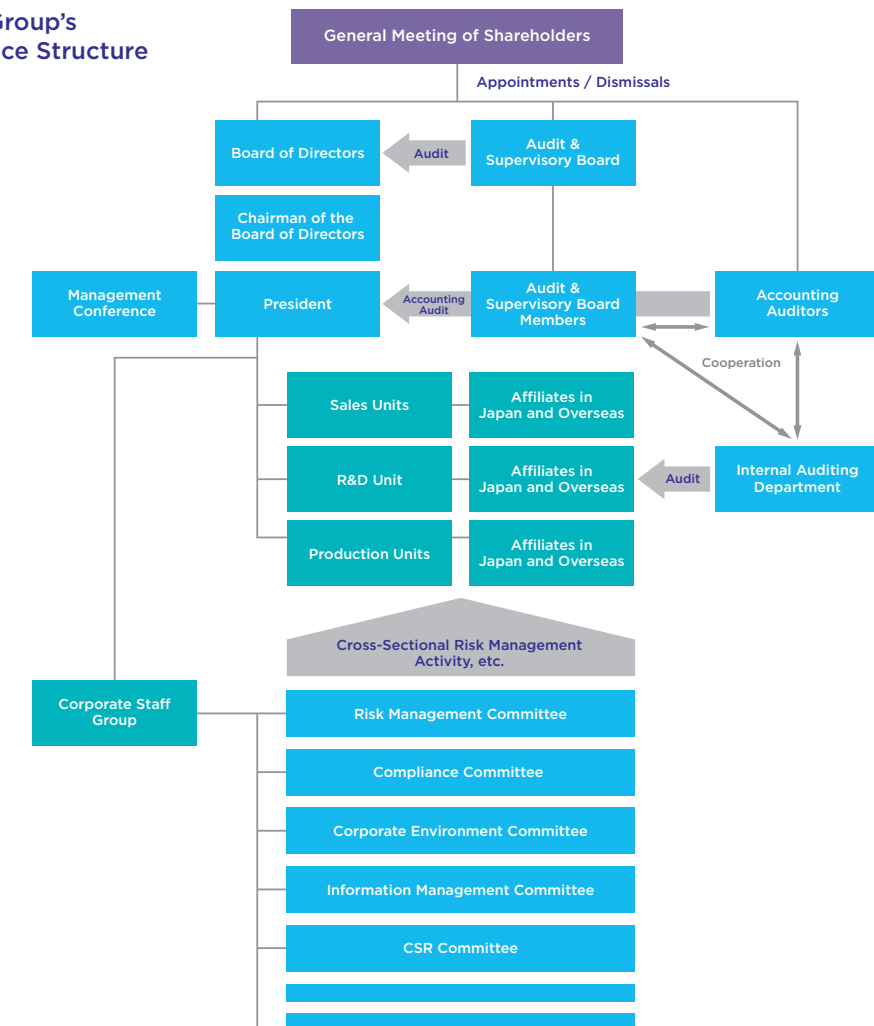 Group's
ce Structure
General Meeting of Shareholders
Appointments / Dismissals
Board of Directors
Audit
Audit &
Supervisory Board
Chairman of the
Board of Directors
Management
Conference
President
Accounting
Audit
Audit &
Supervisory Board
Members
Accounting
Auditors
Cooperation
Sales Units
Affiliates in
Japan and Overseas
R&D Unit
Affiliates in
Japan and Overseas
Audit
Internal Auditing
Department
Production Units
Affiliates in
Japan and Overseas
Cross-Sectional Risk Management
Activity, etc.
Corporate Staff
Group
Risk Management Committee
Compliance Committee
Corporate Environment Committee
Information Management Committee
CSR Committee